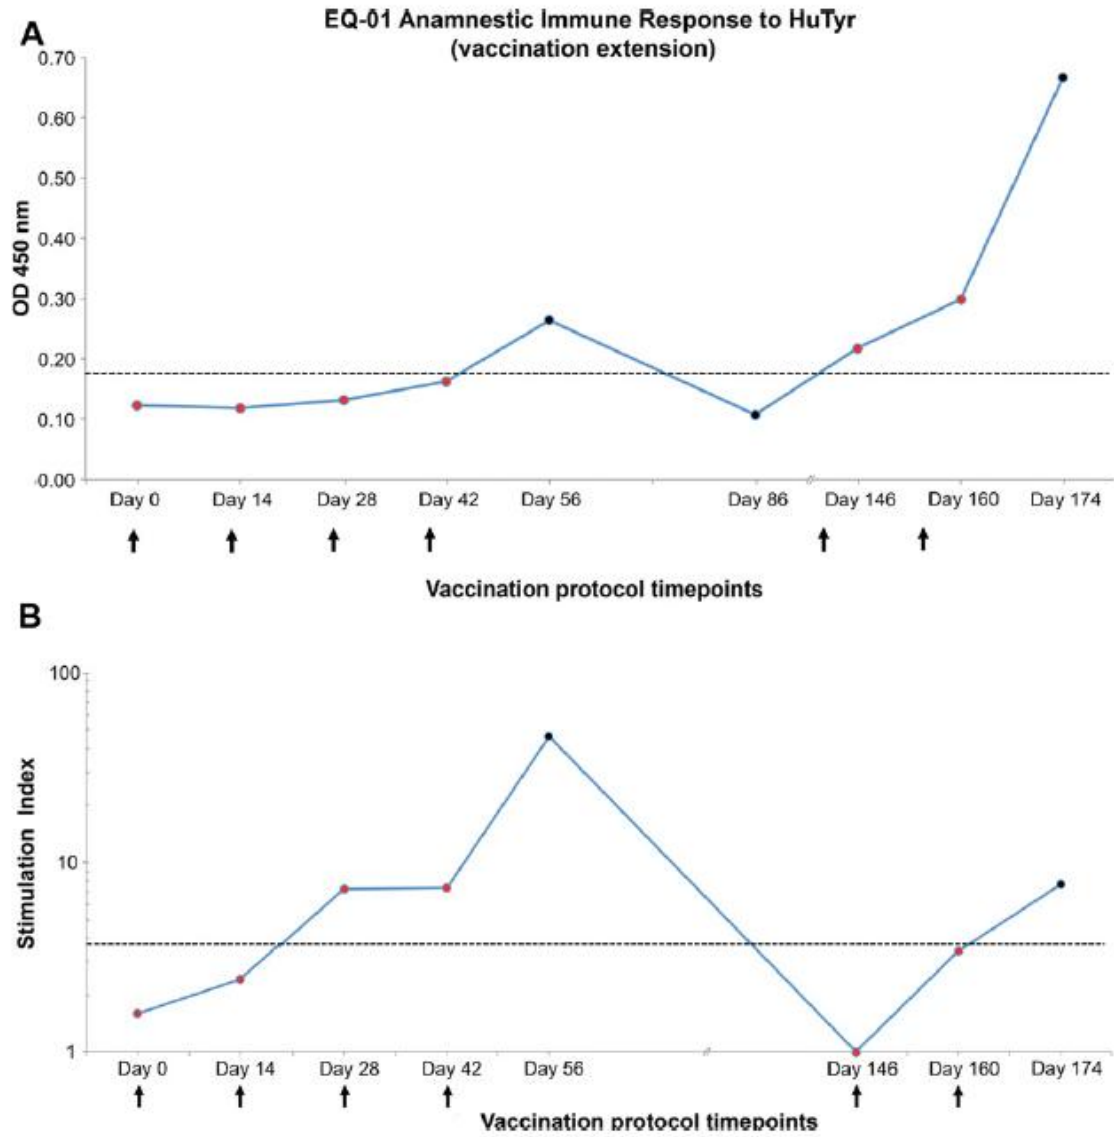 A
EQ-01 Anamnestic Immune Response to HuTyr
(vaccination extension)
OD 450 nm
0.70
0.60
0.50
0.40
0.30
0.20
0.10
0.00
Day 0 Day 14 Day 28 Day 42 Day 56 Day 86 Day 146 Day 160 Day 174
Vaccination protocol timepoints
B
Stimulation Index
100
10
1
Day 0 Day 14 Day 28 Day 42 Day 56 Day 146 Day 160 Day 174
Vaccination protocol timepoints